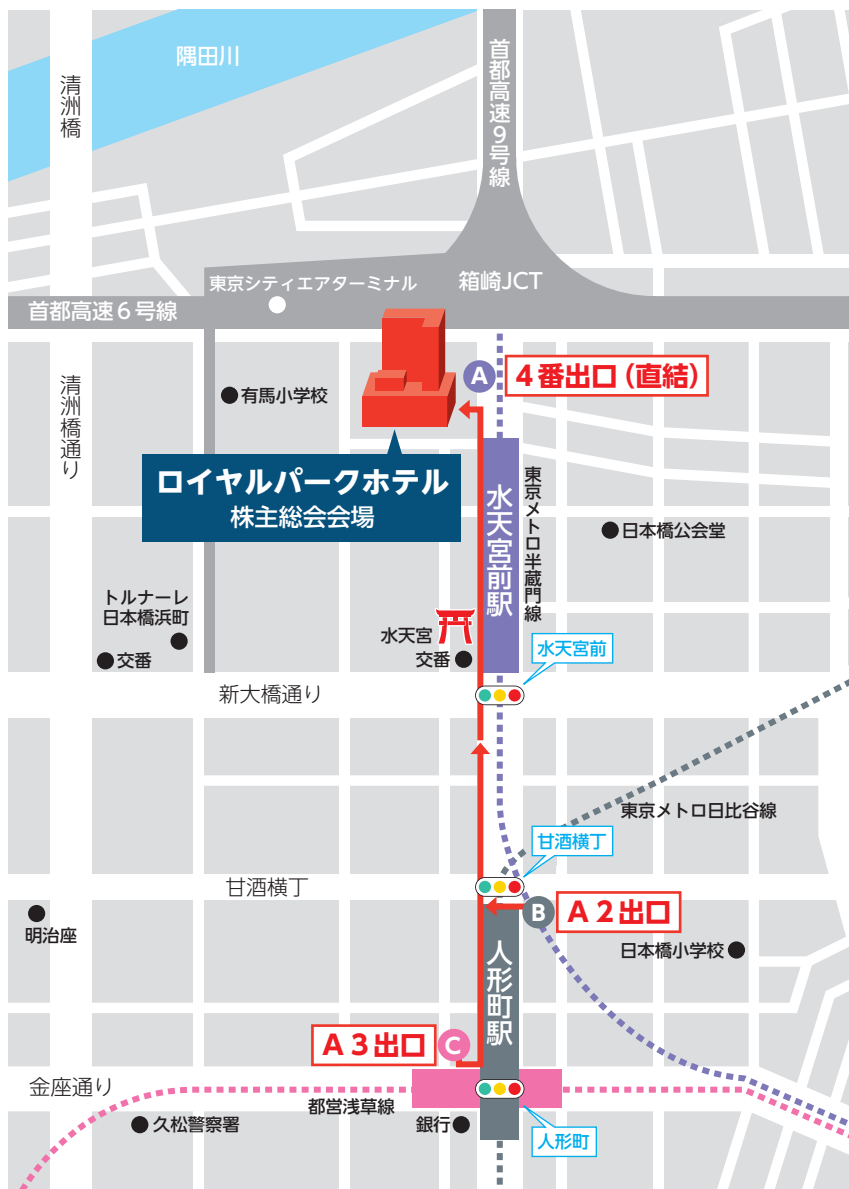 隅田川
清洲橋
首都高速9号線
東京シティエアターミナル
箱崎JCT
首都高速6号線
A
4番出口(直結)
清洲橋通り
有馬小学校
ロイヤルパークホテル
株主総会会場
水天宮前駅
東京メトロ半蔵門線
日本橋公会堂
トルナーレ
日本橋浜町
交番
水天宮
交番
水天宮前
新大橋通り
東京メトロ日比谷線
甘酒横丁
甘酒横丁
B
A2出口
明治座
日本橋小学校
人形町駅
A3出口
C
金座通り
都営浅草線
久松警察署
銀行
人形町